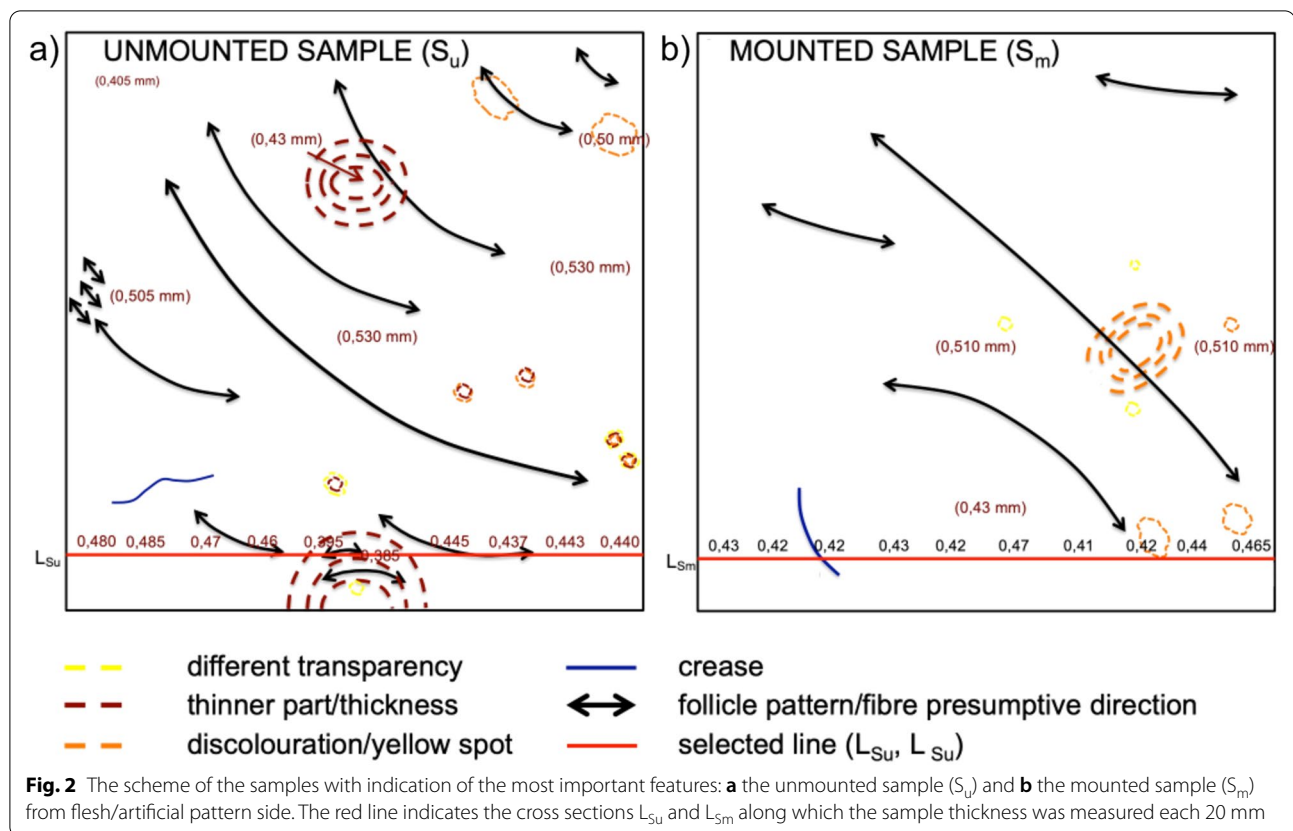 a) UNMOUNTED SAMPLE (Su)
(0,405 mm)
(0,43 mm)
(0,50 mm)
(0,530 mm)
(0,505 mm)
(0,530 mm)
0,480 0,485 0,47 0,46 0,395 0,385 0,445 0,437 0,443 0,440
LSu
b) MOUNTED SAMPLE (Sm)
(0,510 mm) (0,510 mm)
(0,43 mm)
0,43 0,42 0,42 0,43 0,42 0,47 0,41 0,42 0,44 0,465
LSm
different transparency
thinner part/thickness
discolouration/yellow spot
crease
follicle pattern/fibre presumptive direction
selected line (LSu, L Su)
Fig. 2 The scheme of the samples with indication of the most important features: a the unmounted sample (Su) and b the mounted sample (Sm)
from flesh/artificial pattern side. The red line indicates the cross sections LSu and LSm along which the sample thickness was measured each 20 mm